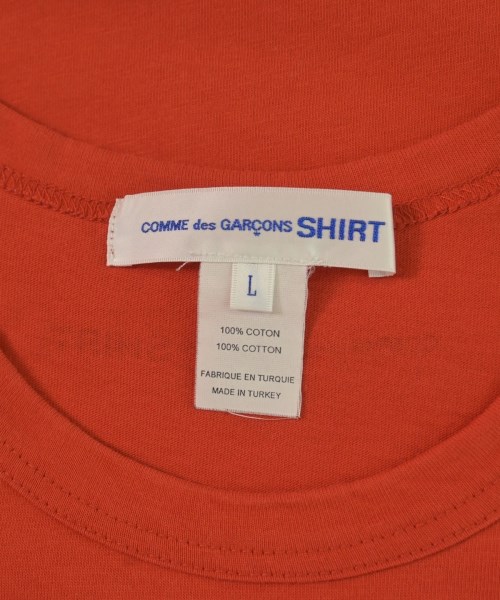 COMME des GARÇONS SHIRT
L
100% COTON
100% COTTON
FABRIQUE EN TURQUIE
MADE IN TURKEY